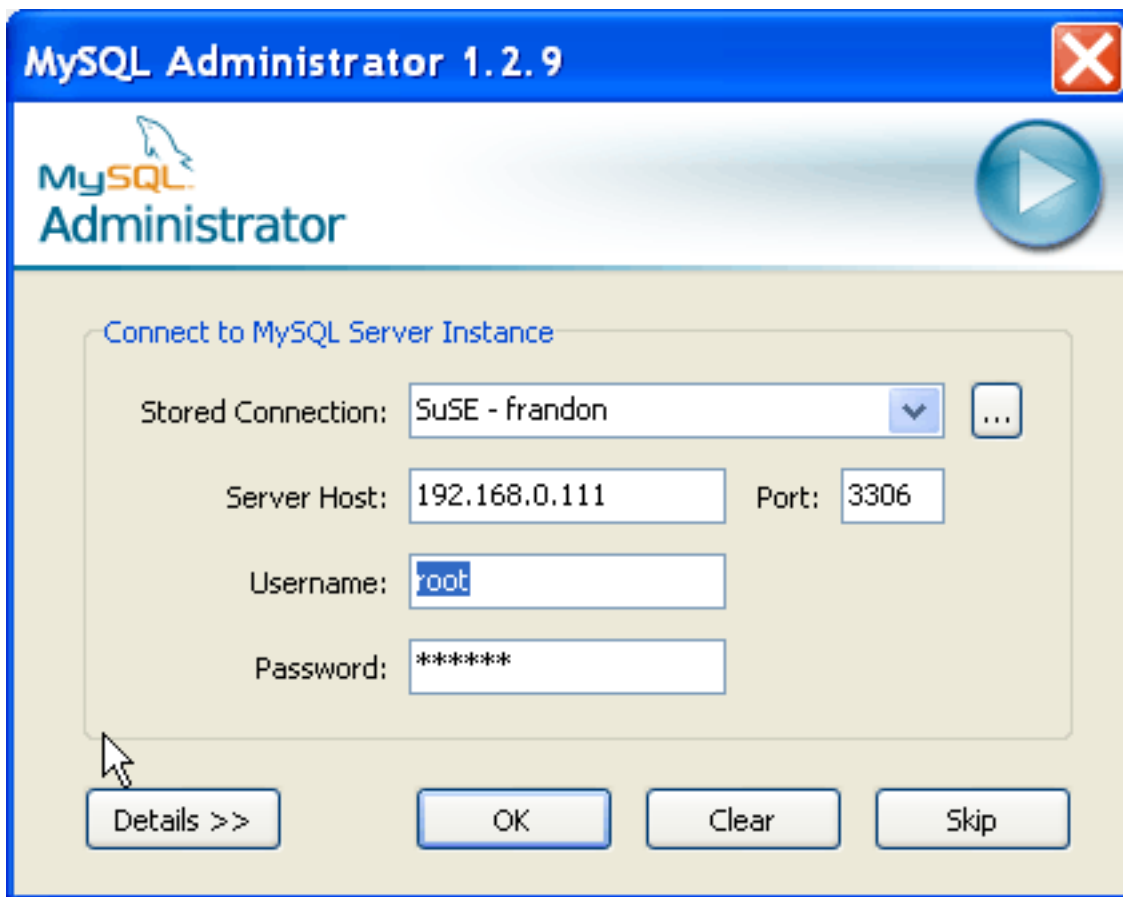 MySQL Administrator 1.2.9
MySQL
Administrator
Connect to MySQL Server Instance
Stored Connection: SuSE - frandon ...
Server Host: 192.168.0.111 Port: 3306
Username: root
Password: ******
Details >> OK Clear Skip